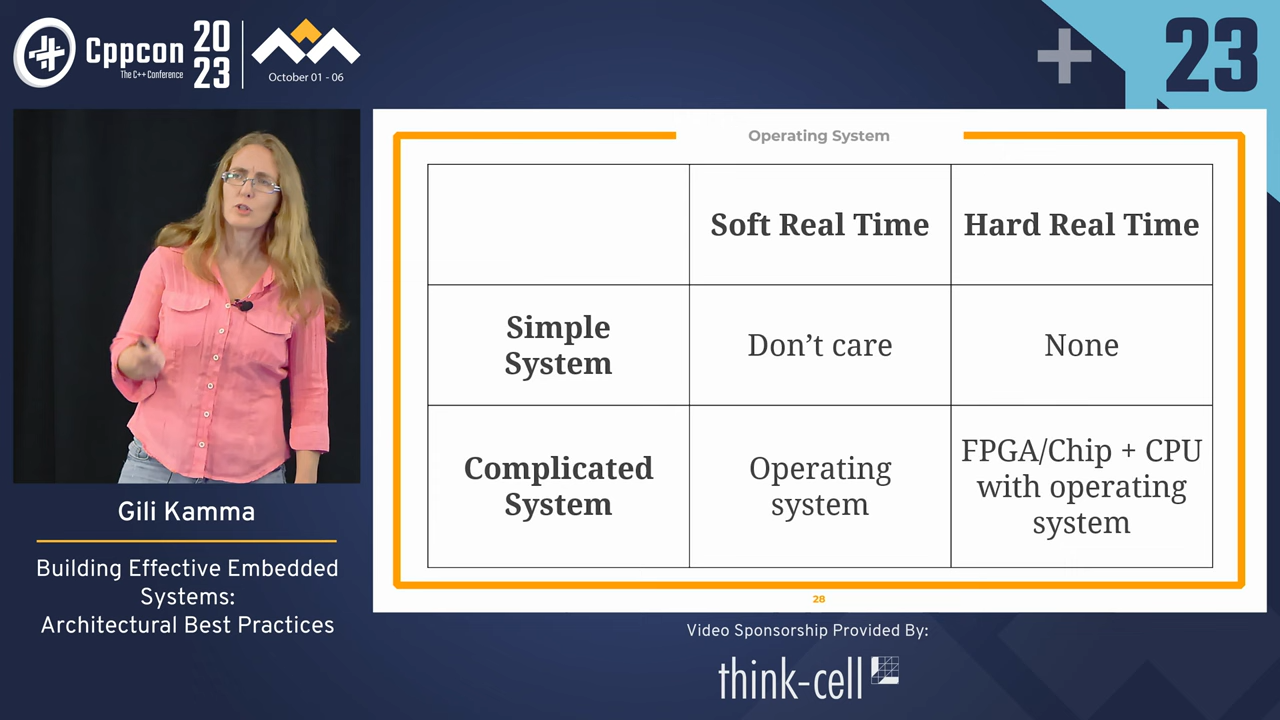 Cppcon
The C++ Conference
20
23
October 01 - 06
23
Operating System
Soft Real Time
Hard Real Time
Simple
System
Don’t care
None
Complicated
System
Operating
system
FPGA/Chip + CPU
with operating
system
28
Gili Kamma
Building Effective Embedded
Systems:
Architectural Best Practices
Video Sponsorship Provided By:
think-cell